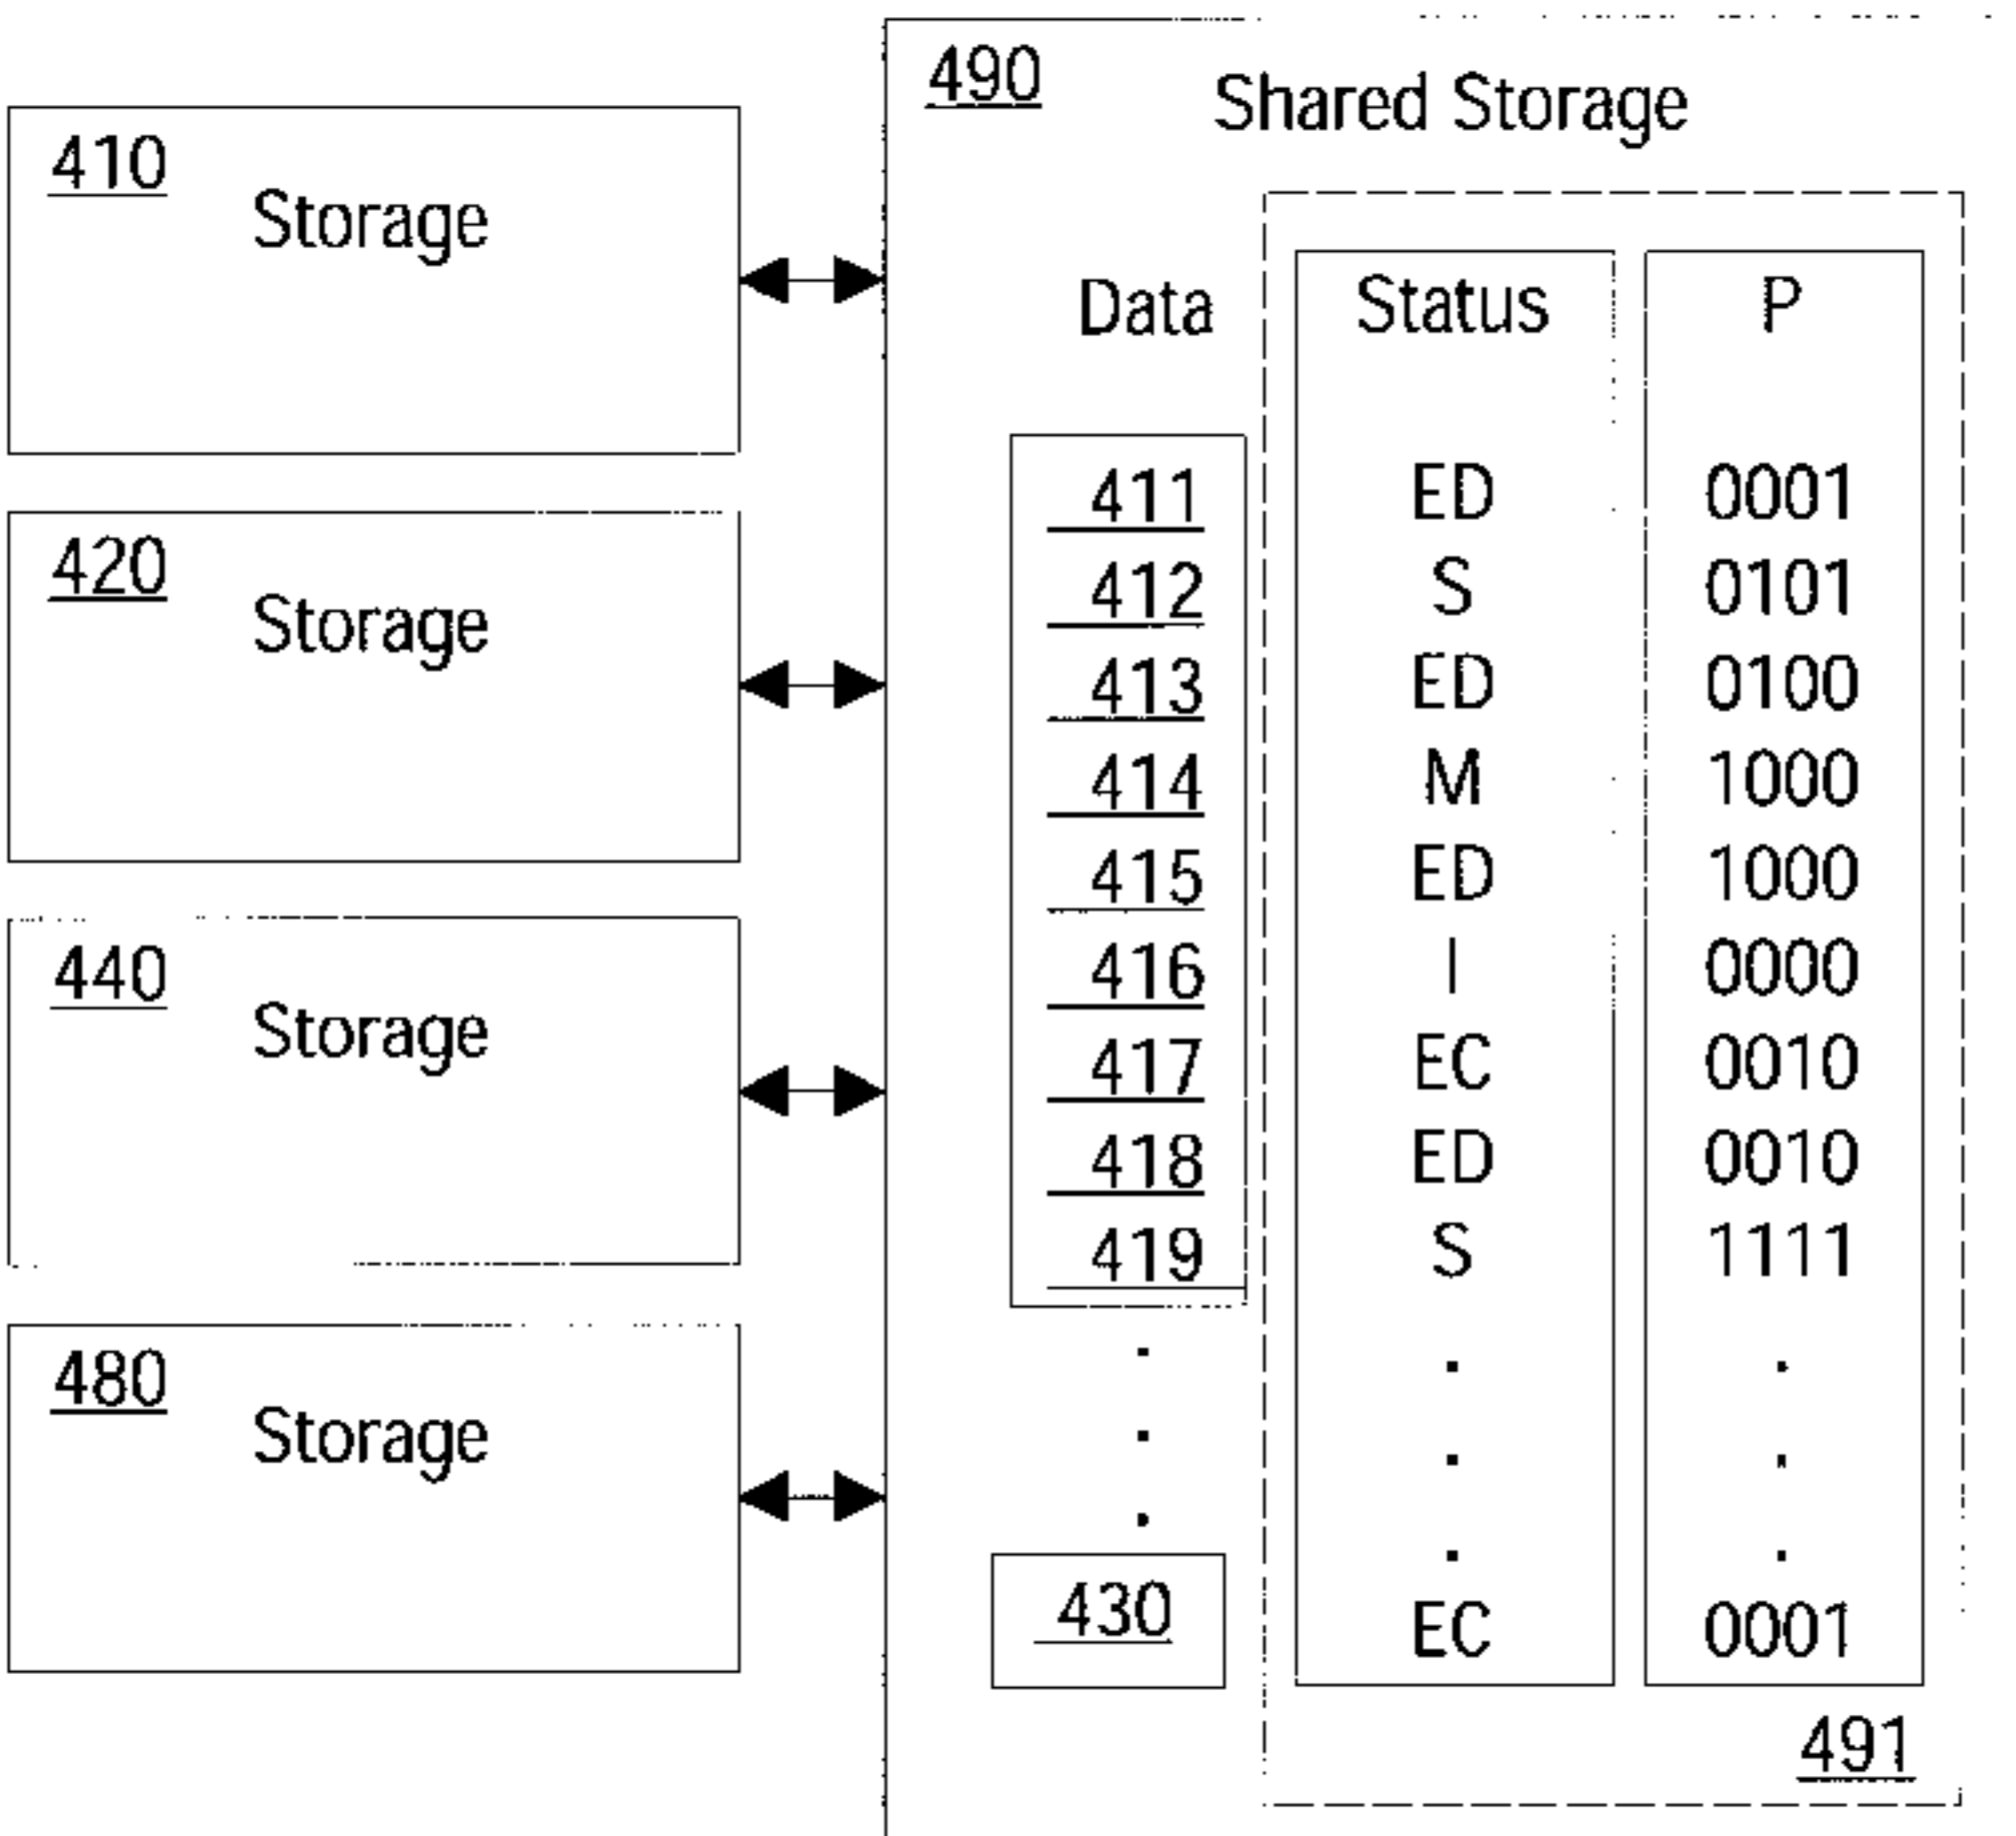 410
Storage
420
Storage
440
Storage
480
Storage
490
Shared Storage
Data Status P
411 ED 0001
412 S 0101
413 ED 0100
414 M 1000
415 ED 1000
416 I 0000
417 EC 0010
418 ED 0010
419 S 1111
430 EC 0001
491